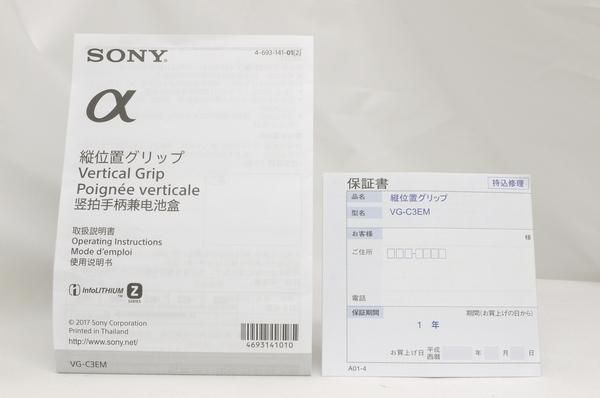 SONY
4-693-141-01(2)
α
縦位置グリップ
Vertical Grip
Poignée verticale
竖拍手柄兼电池盒
取扱説明書
Operating Instructions
Mode d'emploi
使用说明书
InfoLITHIUM TM Z SERIES
© 2017 Sony Corporation
Printed in Thailand
http://www.sony.net/
4693141010
VG-C3EM
保証書
持込修理
品名 縦位置グリップ
型名 VG-C3EM
お客様 様
ご住所
電話
保証期間 期間(お買上げの日から)
1 年
お買上げ日 平成 西暦 年 月 日
A01-4